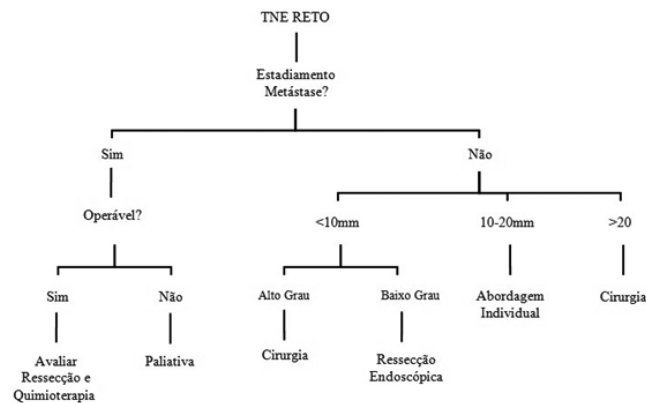 TNE RETO
Estadiamento
Metástase?
Sim
Não
Operável?
<10mm
10-20mm
>20
Sim
Não
Alto Grau
Baixo Grau
Abordagem
Individual
Cirurgia
Avaliar
Ressecção e
Quimioterapia
Paliativa
Cirurgia
Ressecção
Endoscópica